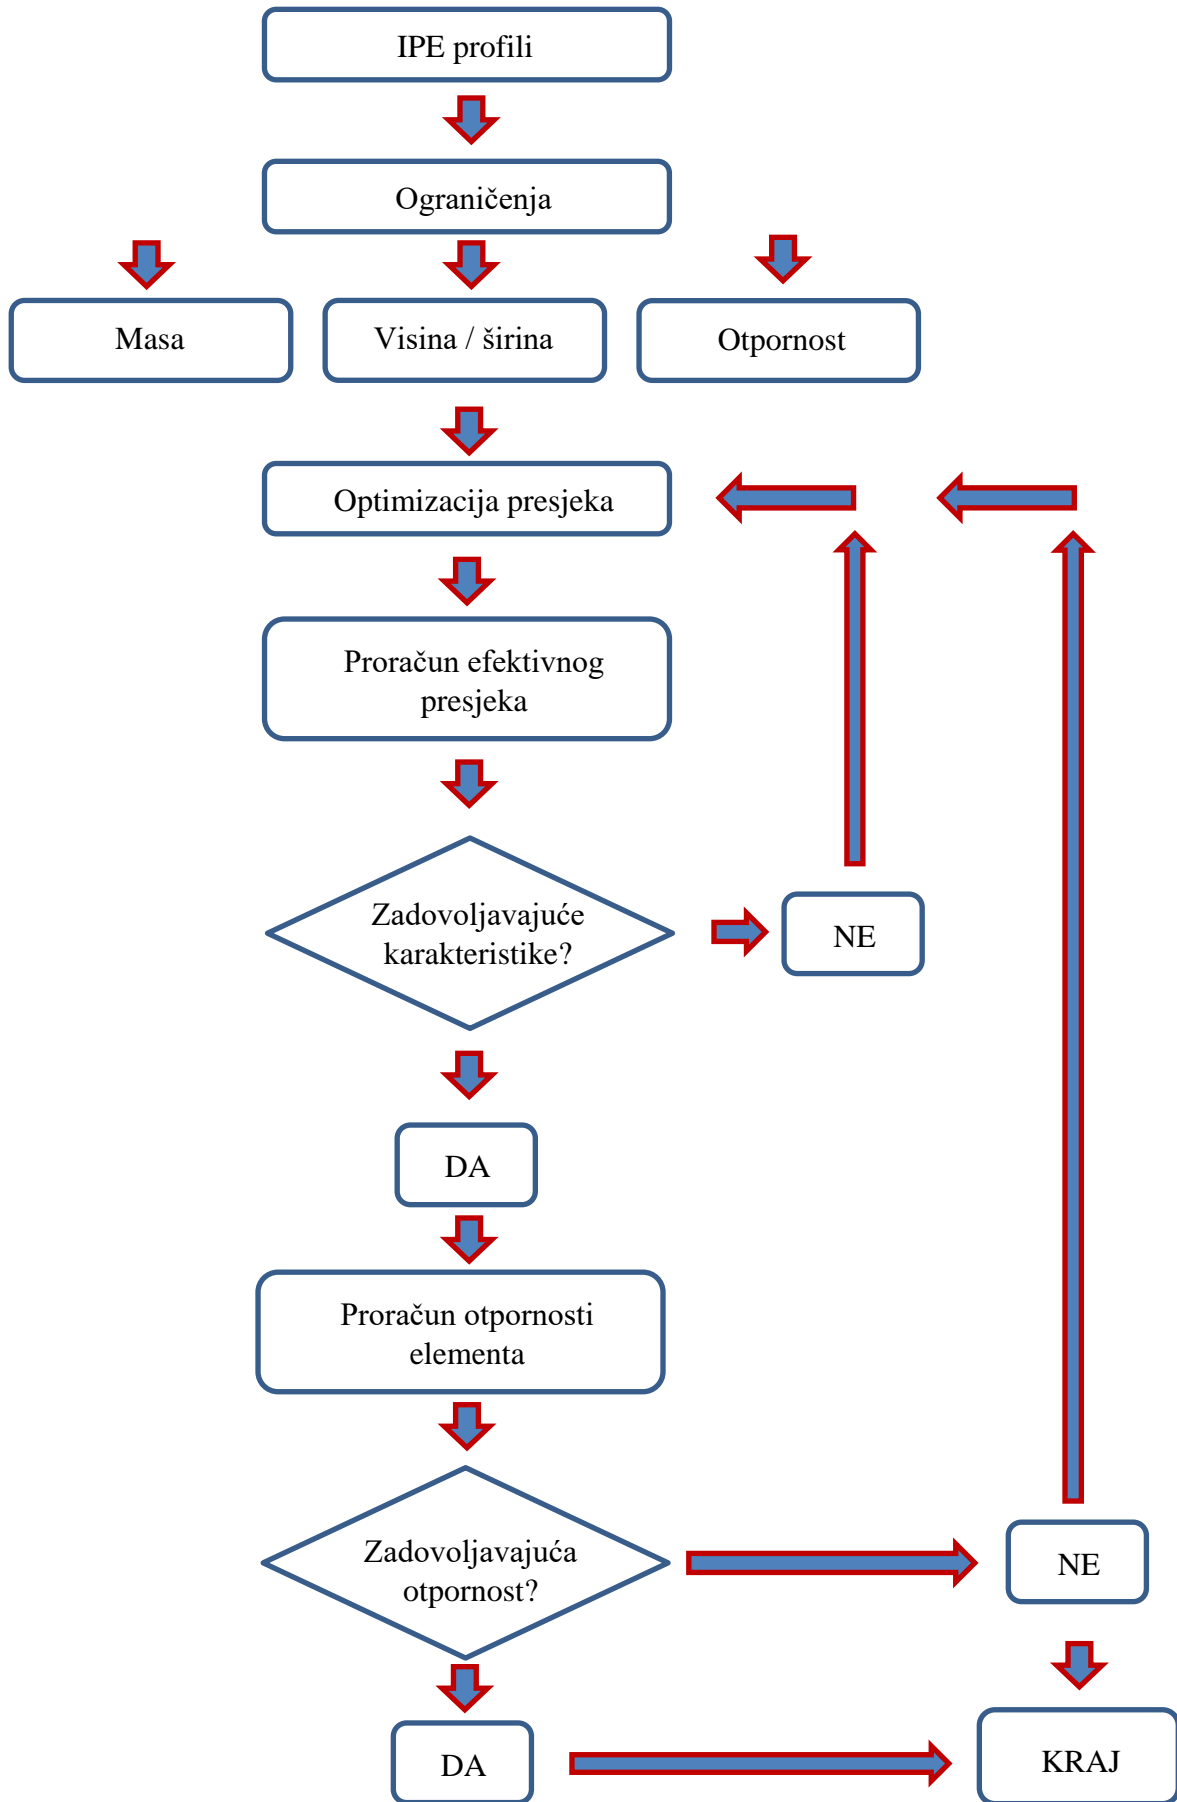 IPE profili
Ograničenja
Masa
Visina / širina
Otpornost
Optimizacija presjeka
Proračun efektivnog
presjeka
Zadovoljavajuće
karakteristike?
NE
DA
Proračun otpornosti
elementa
Zadovoljavajuća
otpornost?
NE
DA
KRAJ